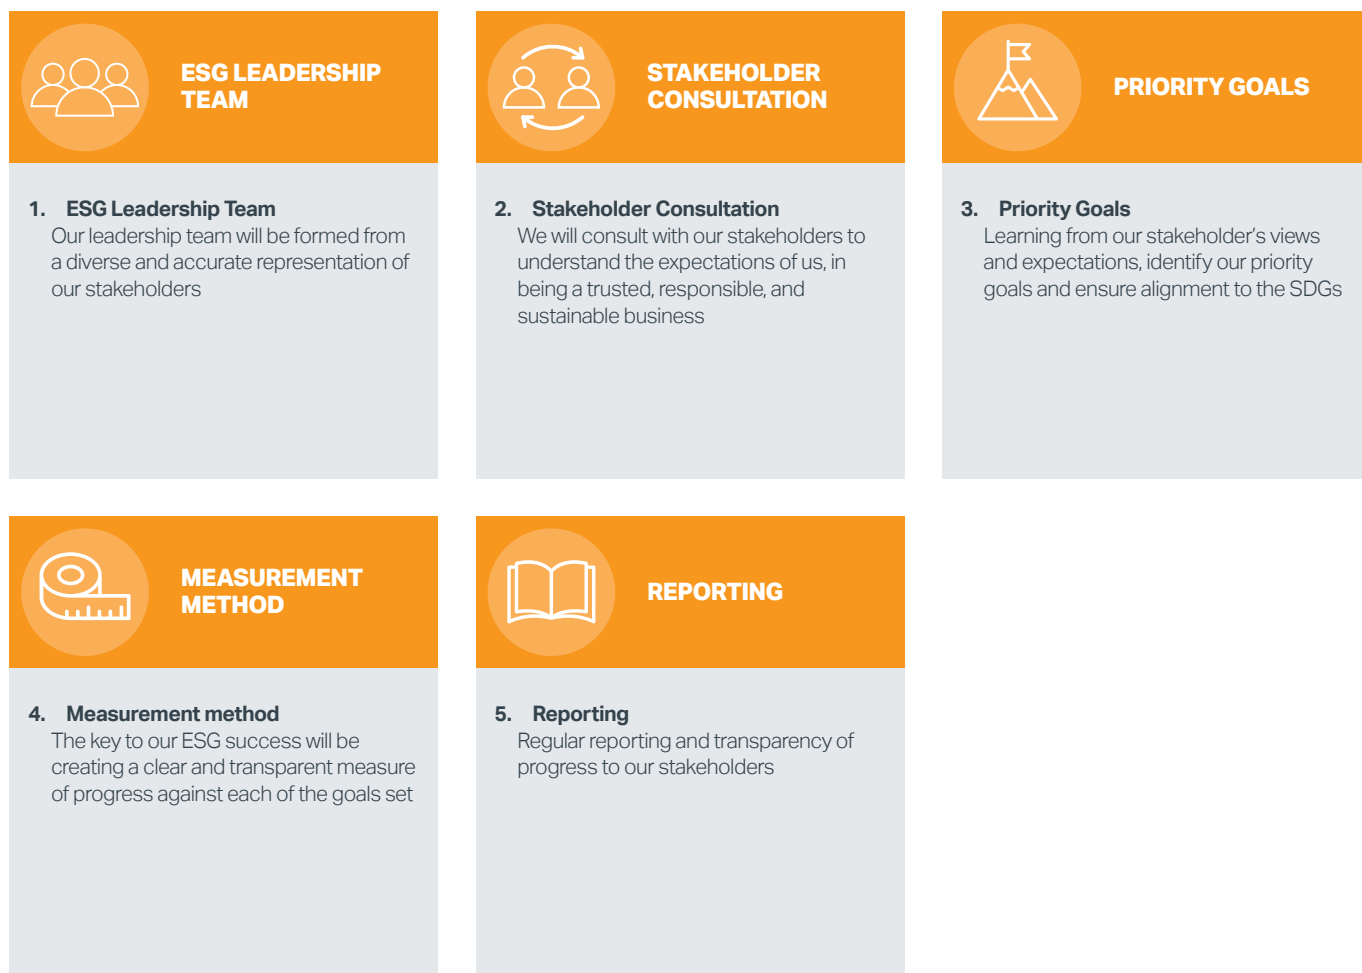 ESG LEADERSHIP
TEAM
1. ESG Leadership Team
Our leadership team will be formed from
a diverse and accurate representation of
our stakeholders
STAKEHOLDER
CONSULTATION
2. Stakeholder Consultation
We will consult with our stakeholders to
understand the expectations of us, in
being a trusted, responsible, and
sustainable business
PRIORITY GOALS
3. Priority Goals
Learning from our stakeholder's views
and expectations, identify our priority
goals and ensure alignment to the SDGs
MEASUREMENT
METHOD
4. Measurement method
The key to our ESG success will be
creating a clear and transparent measure
of progress against each of the goals set
REPORTING
5. Reporting
Regular reporting and transparency of
progress to our stakeholders